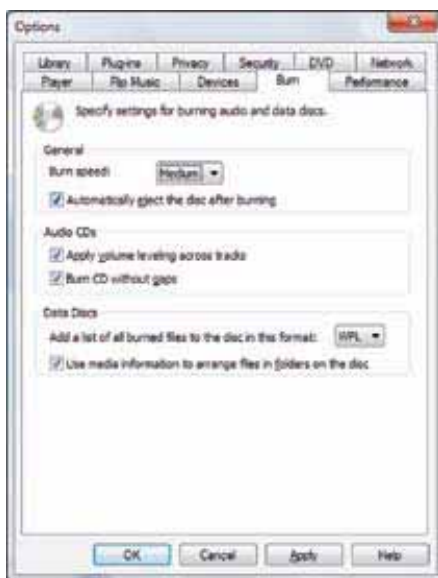 Options
Library Plug-ins Privacy Security DVD Network
Player Rip Music Devices Burn Performance
Specify settings for burning audio and data discs.
General
Burn speed: Medium
Automatically eject the disc after burning
Audio CDs
Apply volume leveling across tracks
Burn CD without gaps
Data Discs
Add a list of all burned files to the disc in this format: WPL
Use media information to arrange files in folders on the disc
OK Cancel Apply Help